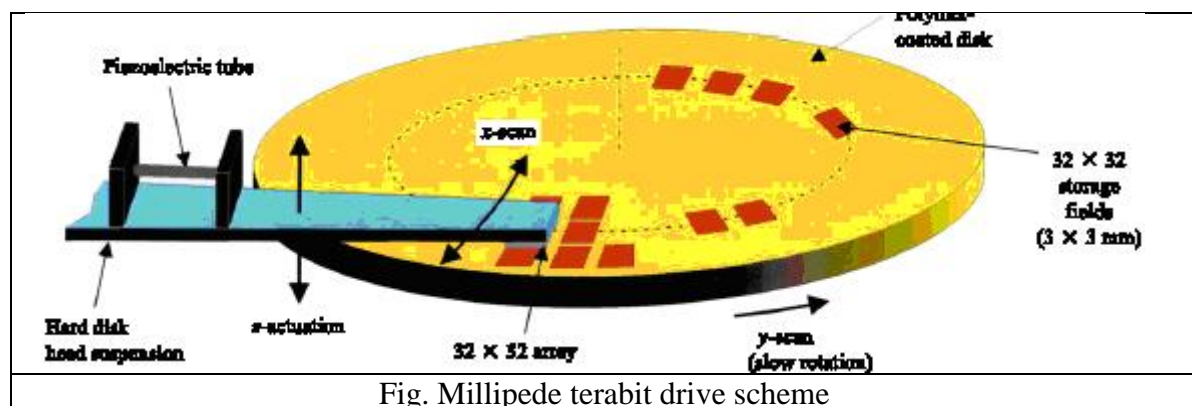 Polymer-
coated disk
Piezoelectric tube
x-scan
32 × 32
storage
fields
(3 × 3 mm)
Hard disk
head suspension
z-actuation
32 × 32 array
y-scan
(slow rotation)
Fig. Millipede terabit drive scheme